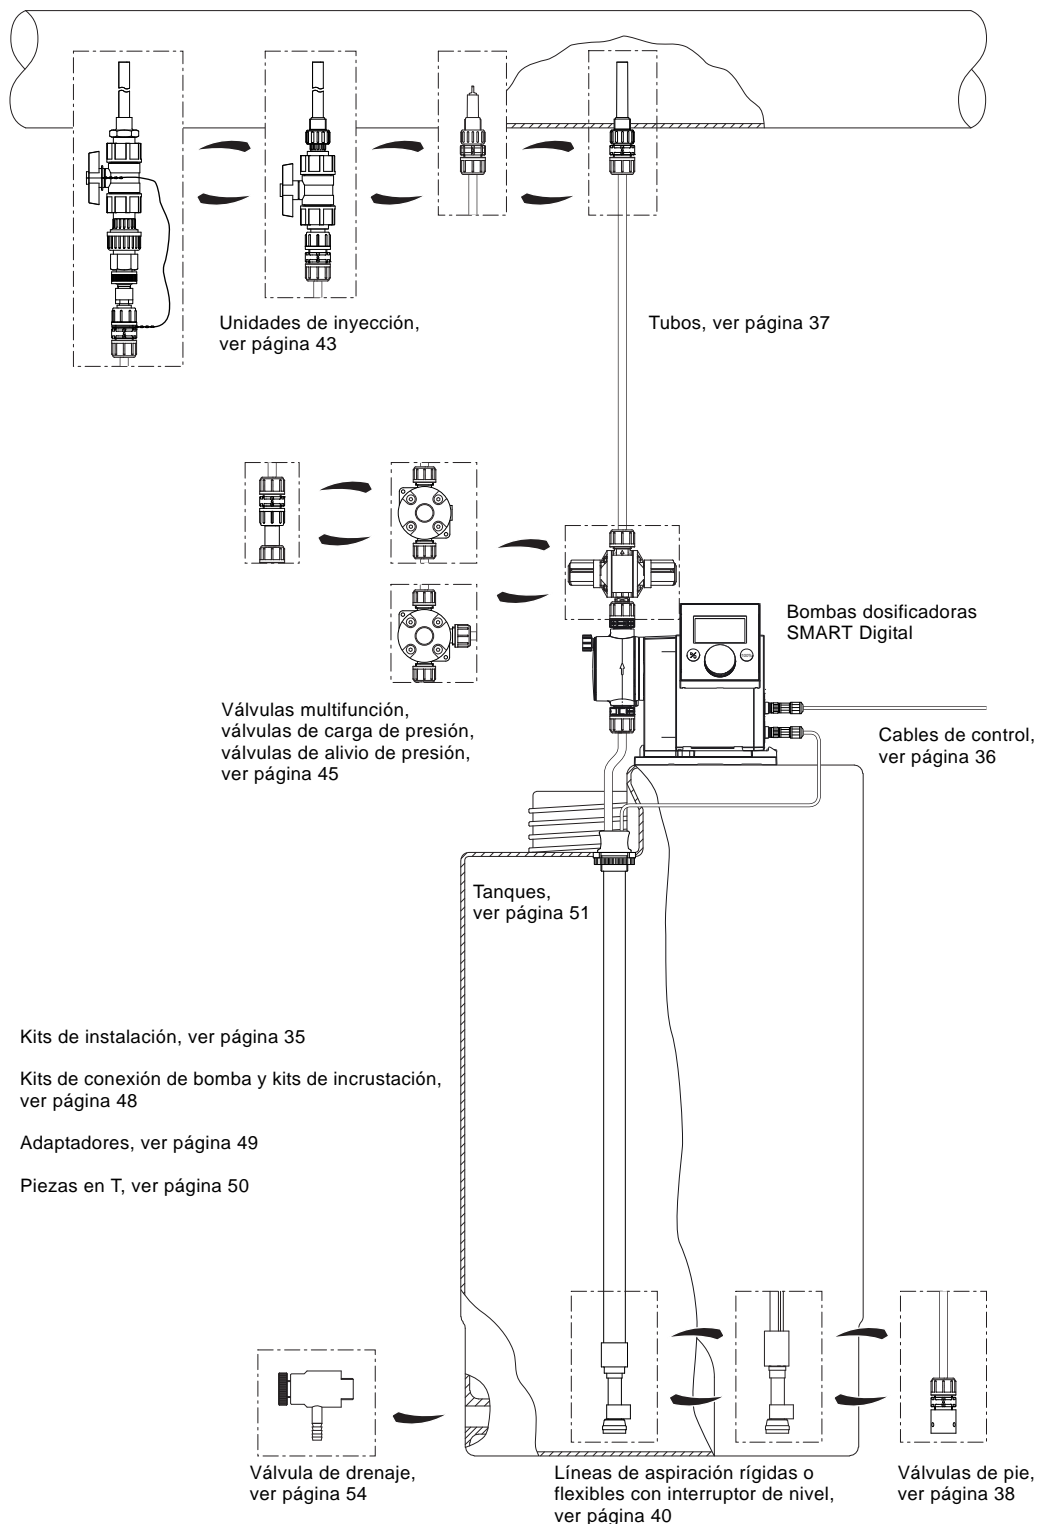 Unidades de inyección,
ver página 43
Tubos, ver página 37
Bombas dosificadoras
SMART Digital
100%
Válvulas multifunción,
válvulas de carga de presión,
válvulas de alivio de presión,
ver página 45
Cables de control,
ver página 36
Tanques,
ver página 51
Kits de instalación, ver página 35
Kits de conexión de bomba y kits de incrustación,
ver página 48
Adaptadores, ver página 49
Piezas en T, ver página 50
Válvula de drenaje,
ver página 54
Líneas de aspiración rígidas o
flexibles con interruptor de nivel,
ver página 40
Válvulas de pie,
ver página 38